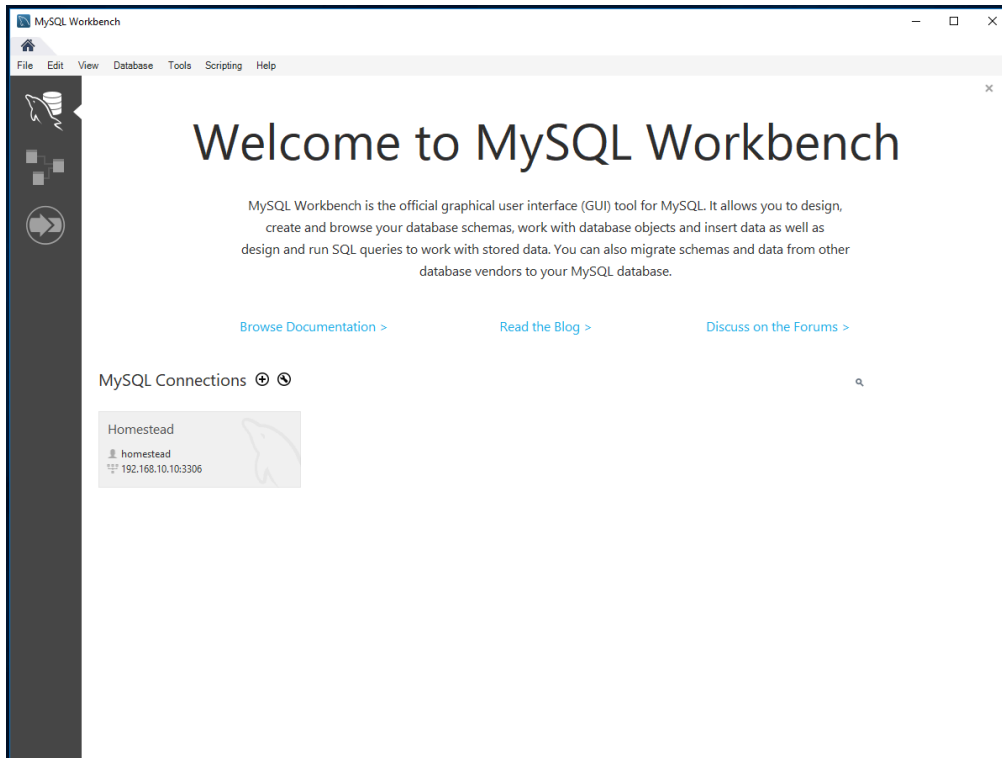 MySQL Workbench
File Edit View Database Tools Scripting Help
Welcome to MySQL Workbench
MySQL Workbench is the official graphical user interface (GUI) tool for MySQL. It allows you to design,
create and browse your database schemas, work with database objects and insert data as well as
design and run SQL queries to work with stored data. You can also migrate schemas and data from other
database vendors to your MySQL database.
Browse Documentation > Read the Blog > Discuss on the Forums >
MySQL Connections
Homestead
homestead
192.168.10.10:3306